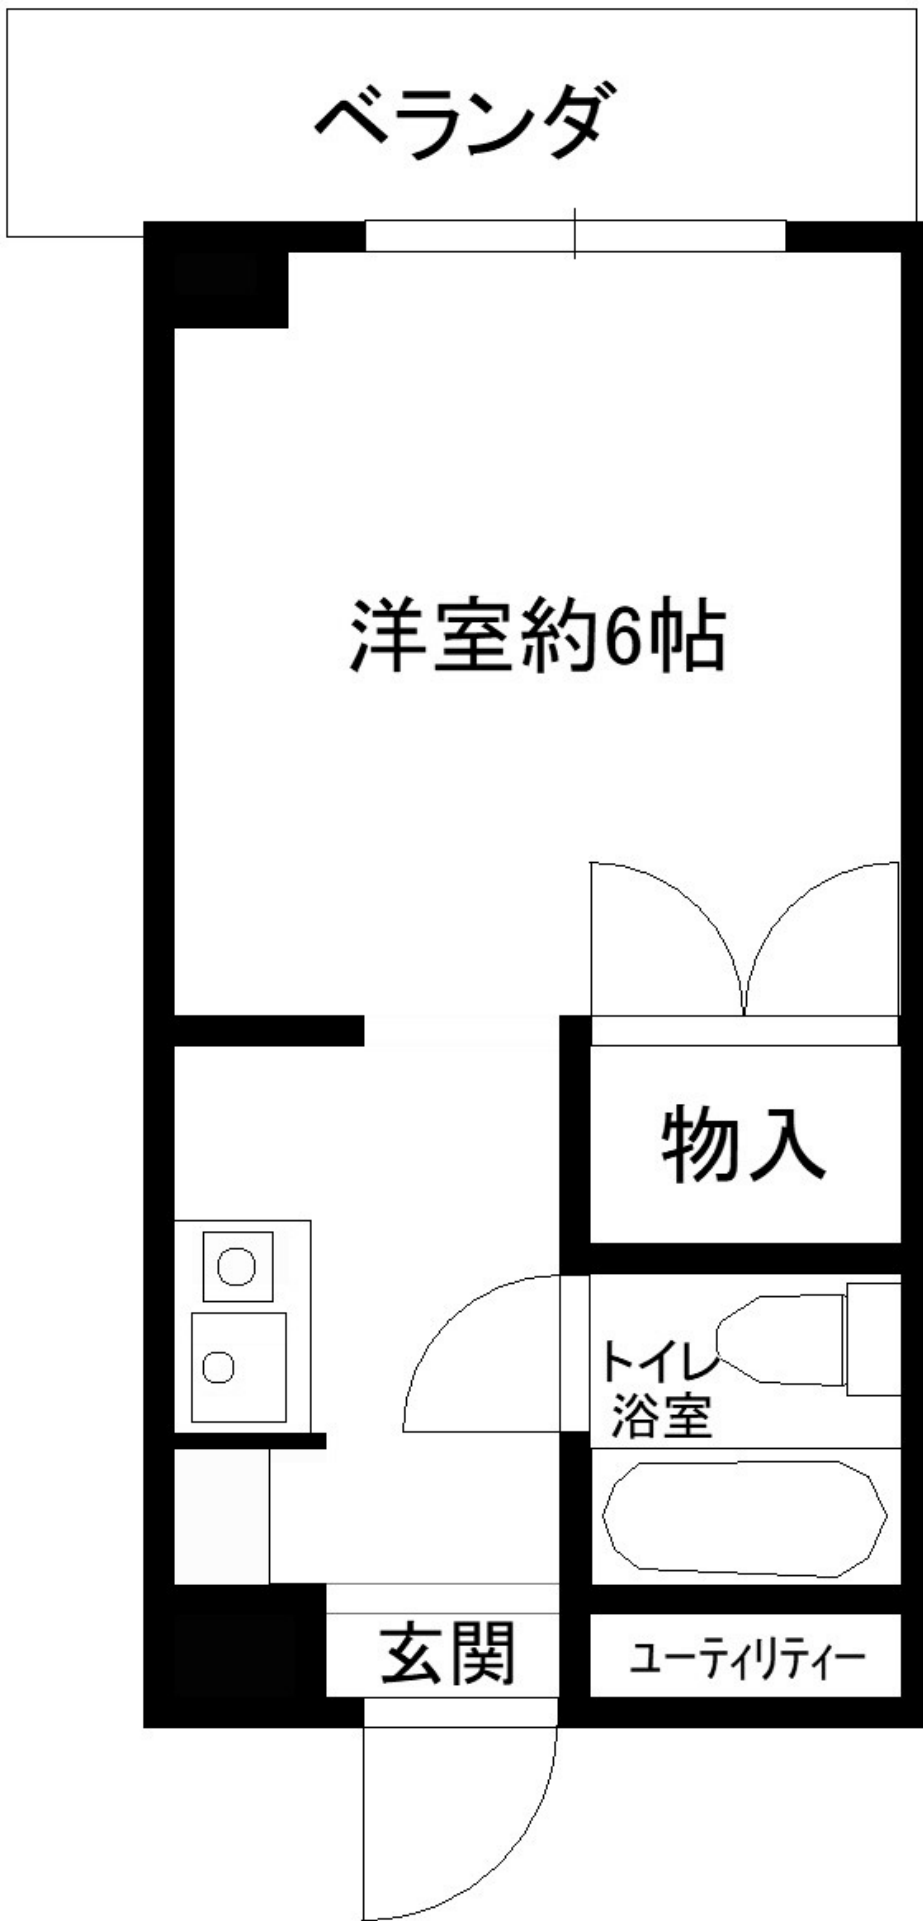 ベランダ
洋室約6帖
物入
トイレ
浴室
玄関
ユーティリティー